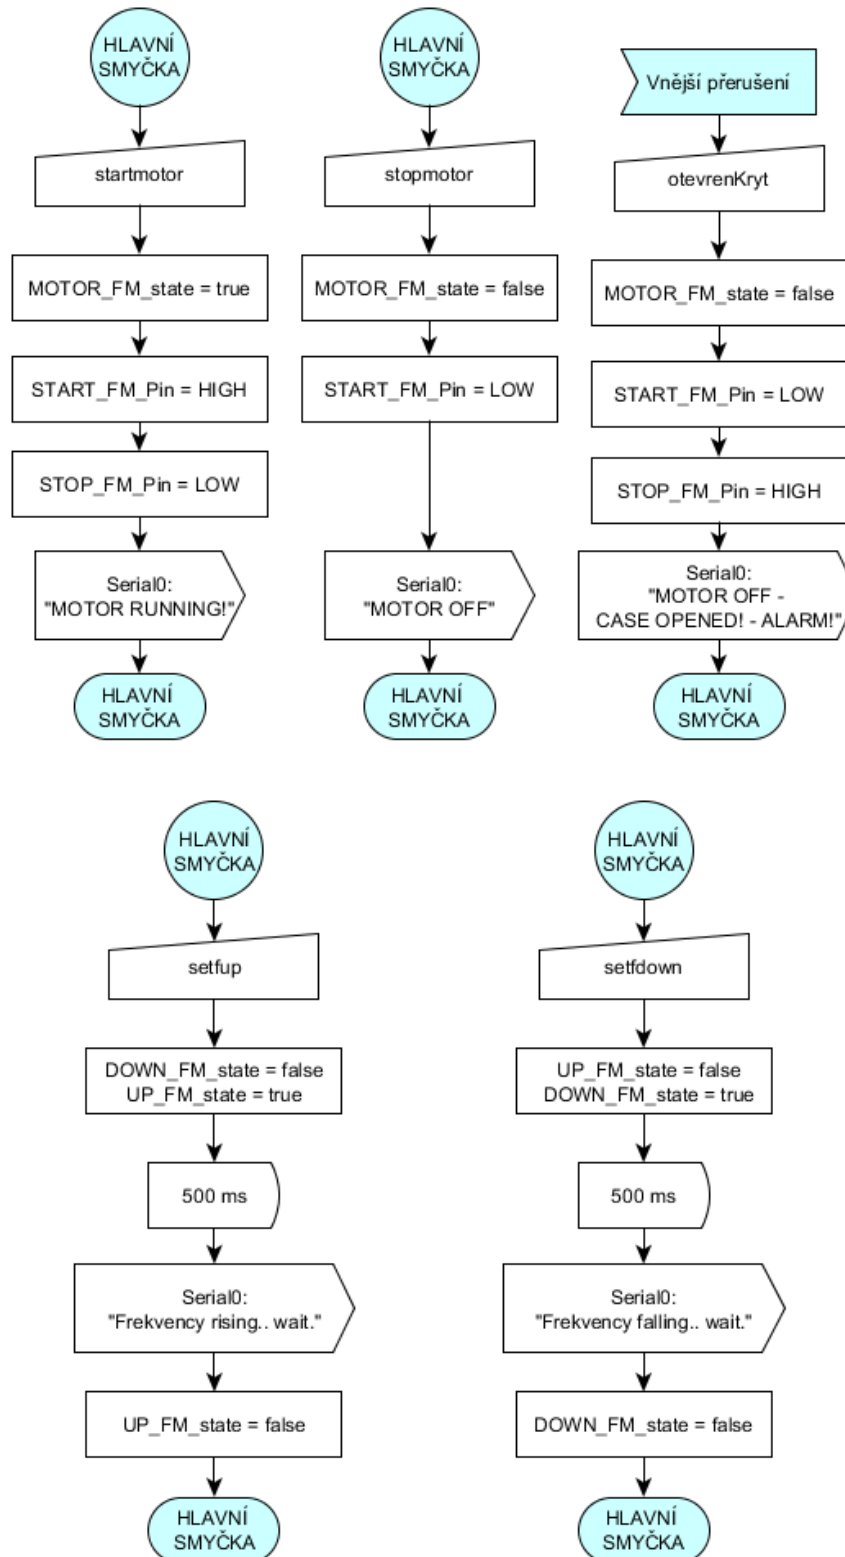 HLAVNÍ
SMYČKA
startmotor
MOTOR_FM_state = true
START_FM_Pin = HIGH
STOP_FM_Pin = LOW
Serial0:
"MOTOR RUNNING!"
HLAVNÍ
SMYČKA
HLAVNÍ
SMYČKA
stopmotor
MOTOR_FM_state = false
START_FM_Pin = LOW
Serial0:
"MOTOR OFF"
HLAVNÍ
SMYČKA
Vnější přerušení
otevrenKryt
MOTOR_FM_state = false
START_FM_Pin = LOW
STOP_FM_Pin = HIGH
Serial0:
"MOTOR OFF -
CASE OPENED! - ALARM!"
HLAVNÍ
SMYČKA
HLAVNÍ
SMYČKA
setfup
DOWN_FM_state = false
UP_FM_state = true
500 ms
Serial0:
"Frekvency rising.. wait."
UP_FM_state = false
HLAVNÍ
SMYČKA
HLAVNÍ
SMYČKA
setfdown
UP_FM_state = false
DOWN_FM_state = true
500 ms
Serial0:
"Frekvency falling.. wait."
DOWN_FM_state = false
HLAVNÍ
SMYČKA